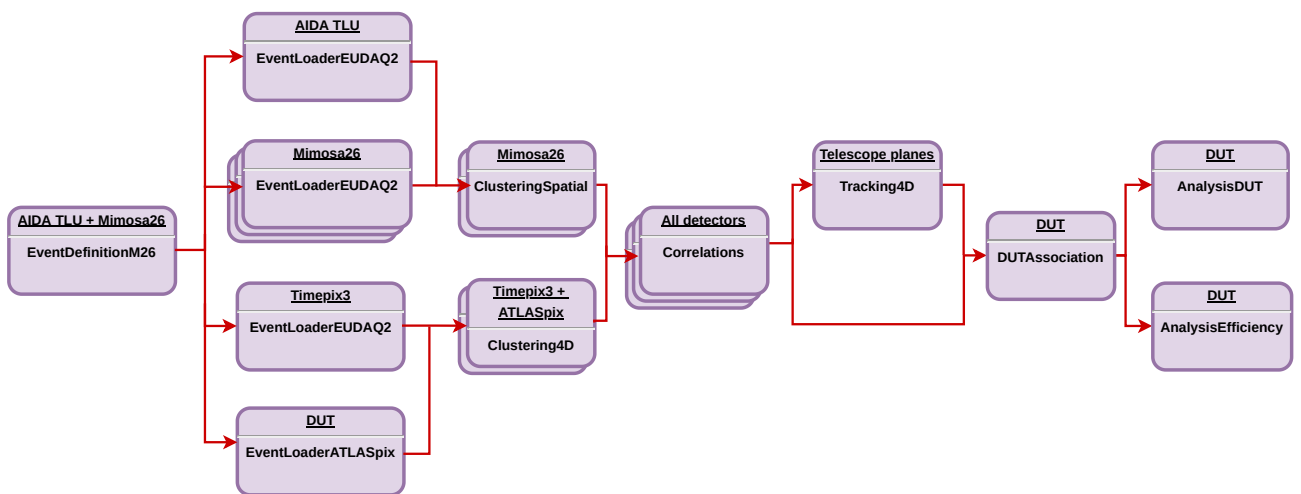 AIDA TLU + Mimosa26
EventDefinitionM26
AIDA TLU
EventLoaderEUDAQ2
Mimosa26
EventLoaderEUDAQ2
Timepix3
EventLoaderEUDAQ2
DUT
EventLoaderATLASpix
Mimosa26
ClusteringSpatial
Timepix3 +
ATLASpix
Clustering4D
All detectors
Correlations
Telescope planes
Tracking4D
DUT
DUTAssociation
DUT
AnalysisDUT
DUT
AnalysisEfficiency